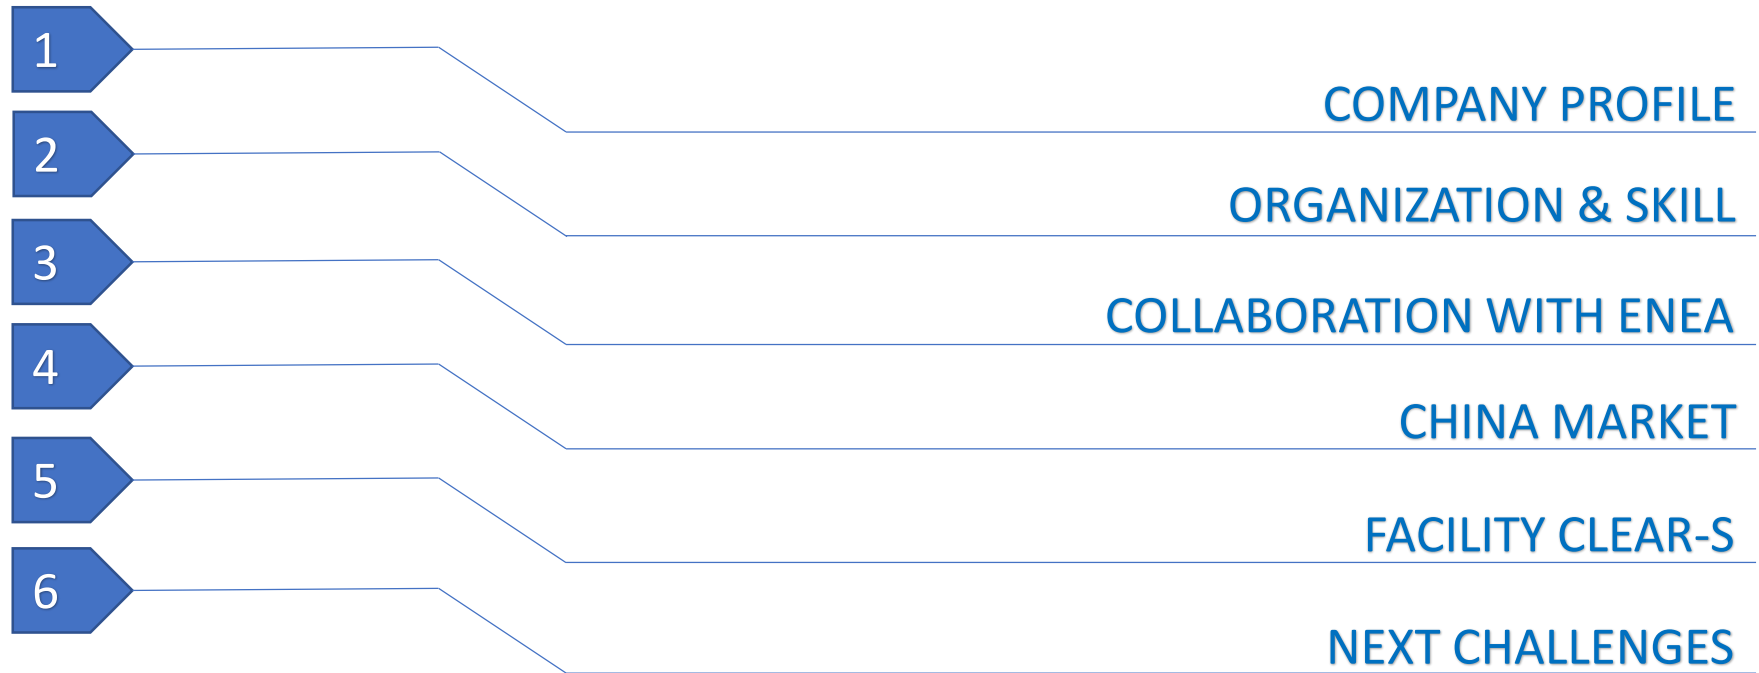 1
COMPANY PROFILE
2
ORGANIZATION & SKILL
3
COLLABORATION WITH ENEA
4
CHINA MARKET
5
FACILITY CLEAR-S
6
NEXT CHALLENGES